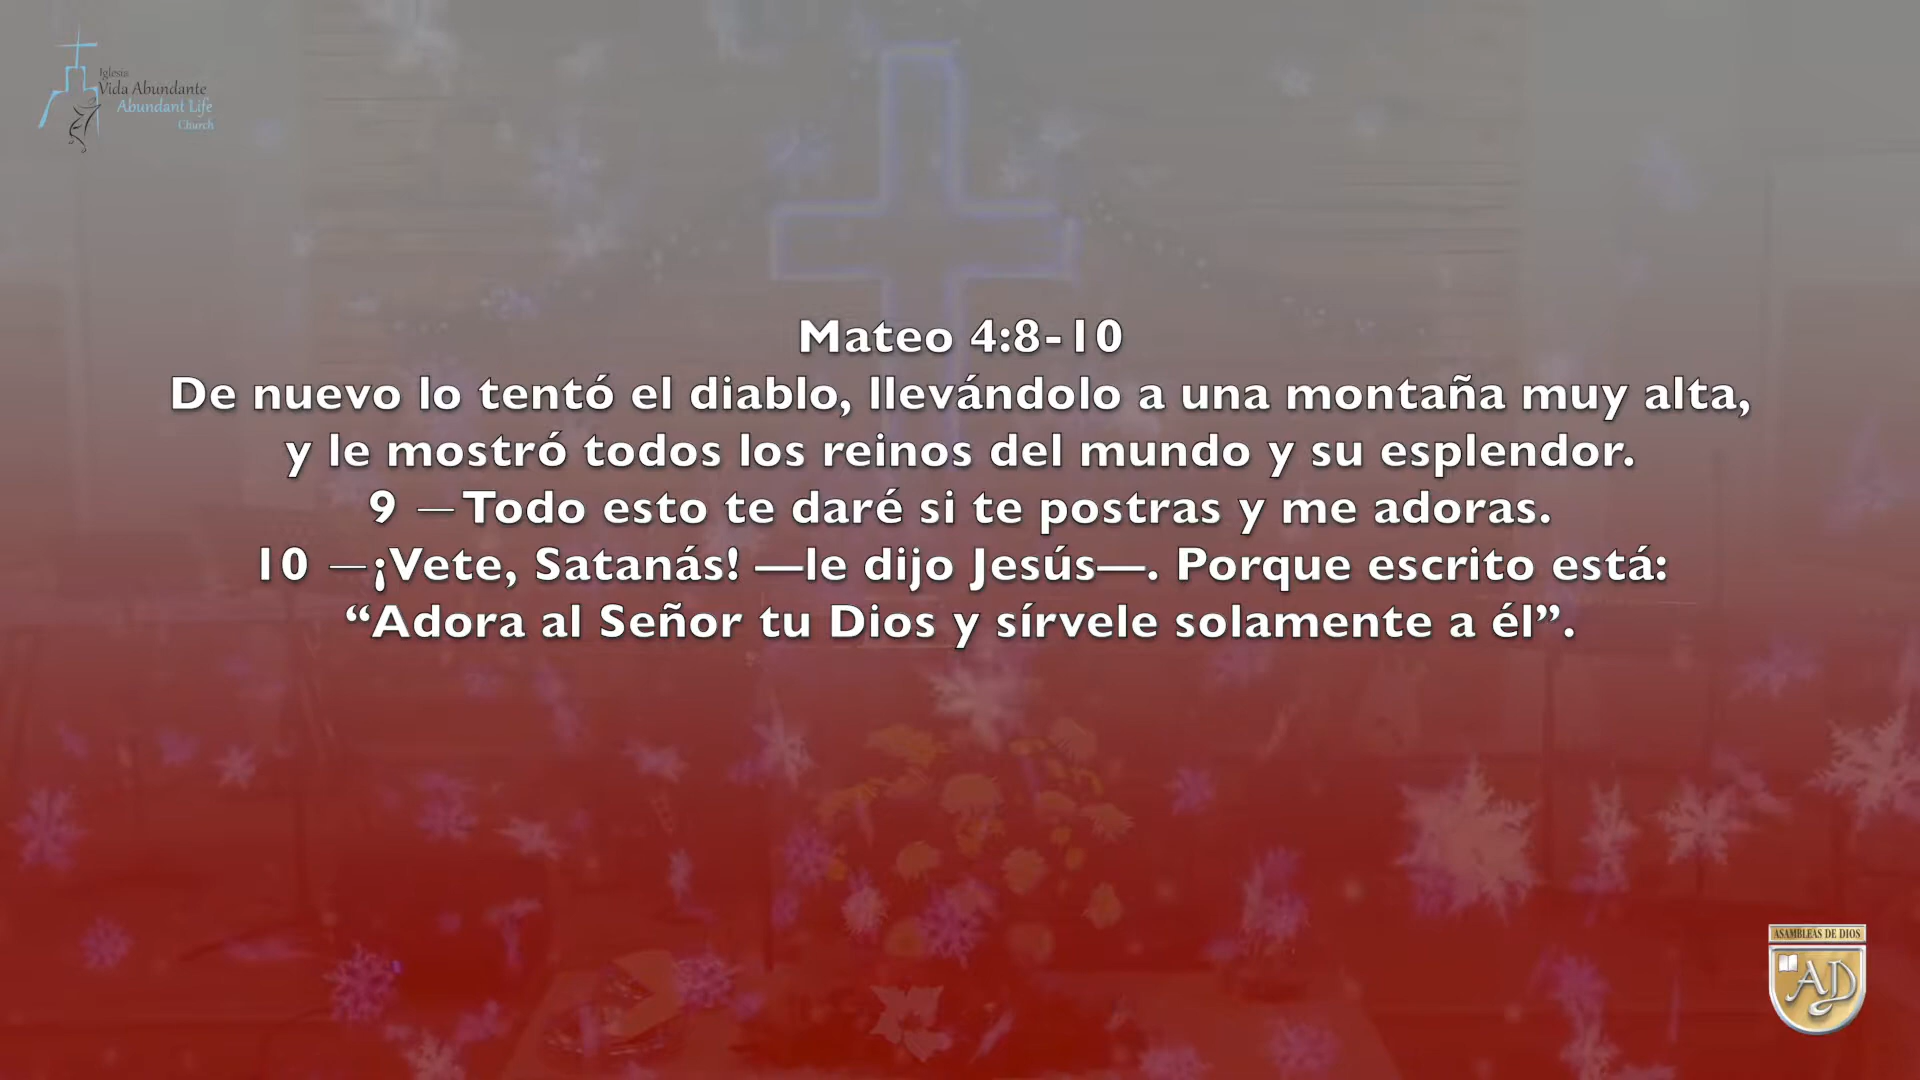 Iglesia
Vida Abundante
Abundant Life
Church
Mateo 4:8-10
De nuevo lo tentó el diablo, llevándolo a una montaña muy alta,
y le mostró todos los reinos del mundo y su esplendor.
9 —Todo esto te daré si te postras y me adoras.
10 —¡Vete, Satanás! —le dijo Jesús—. Porque escrito está:
“Adora al Señor tu Dios y sírvele solamente a él”.
ASAMBLEAS DE DIOS
AD